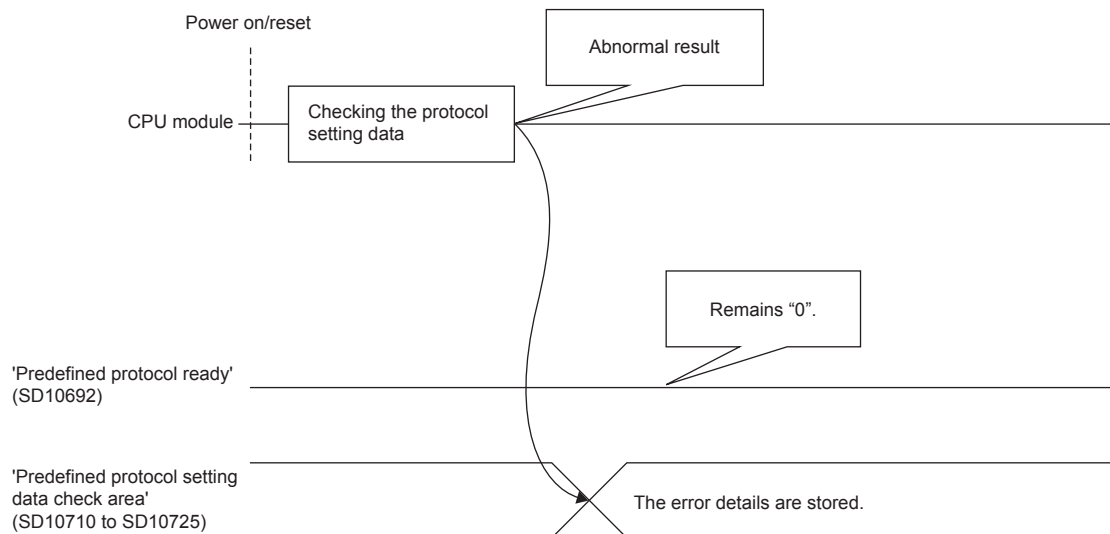 Power on/reset
Abnormal result
CPU module
Checking the protocol
setting data
Remains “0”.
'Predefined protocol ready'
(SD10692)
'Predefined protocol setting
data check area'
(SD10710 to SD10725)
The error details are stored.